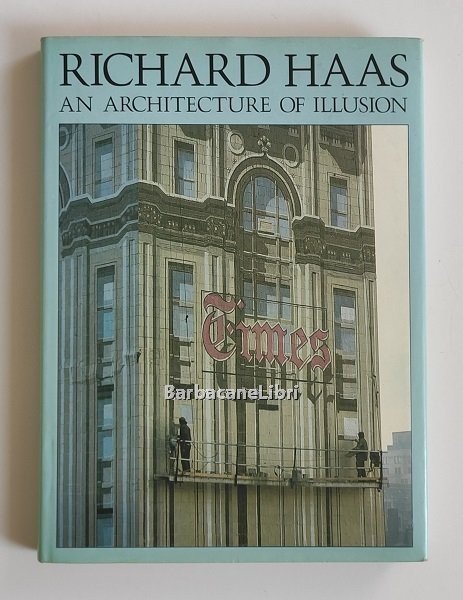 RICHARD HAAS
AN ARCHITECTURE OF ILLUSION
Times
BarbacaneLibri